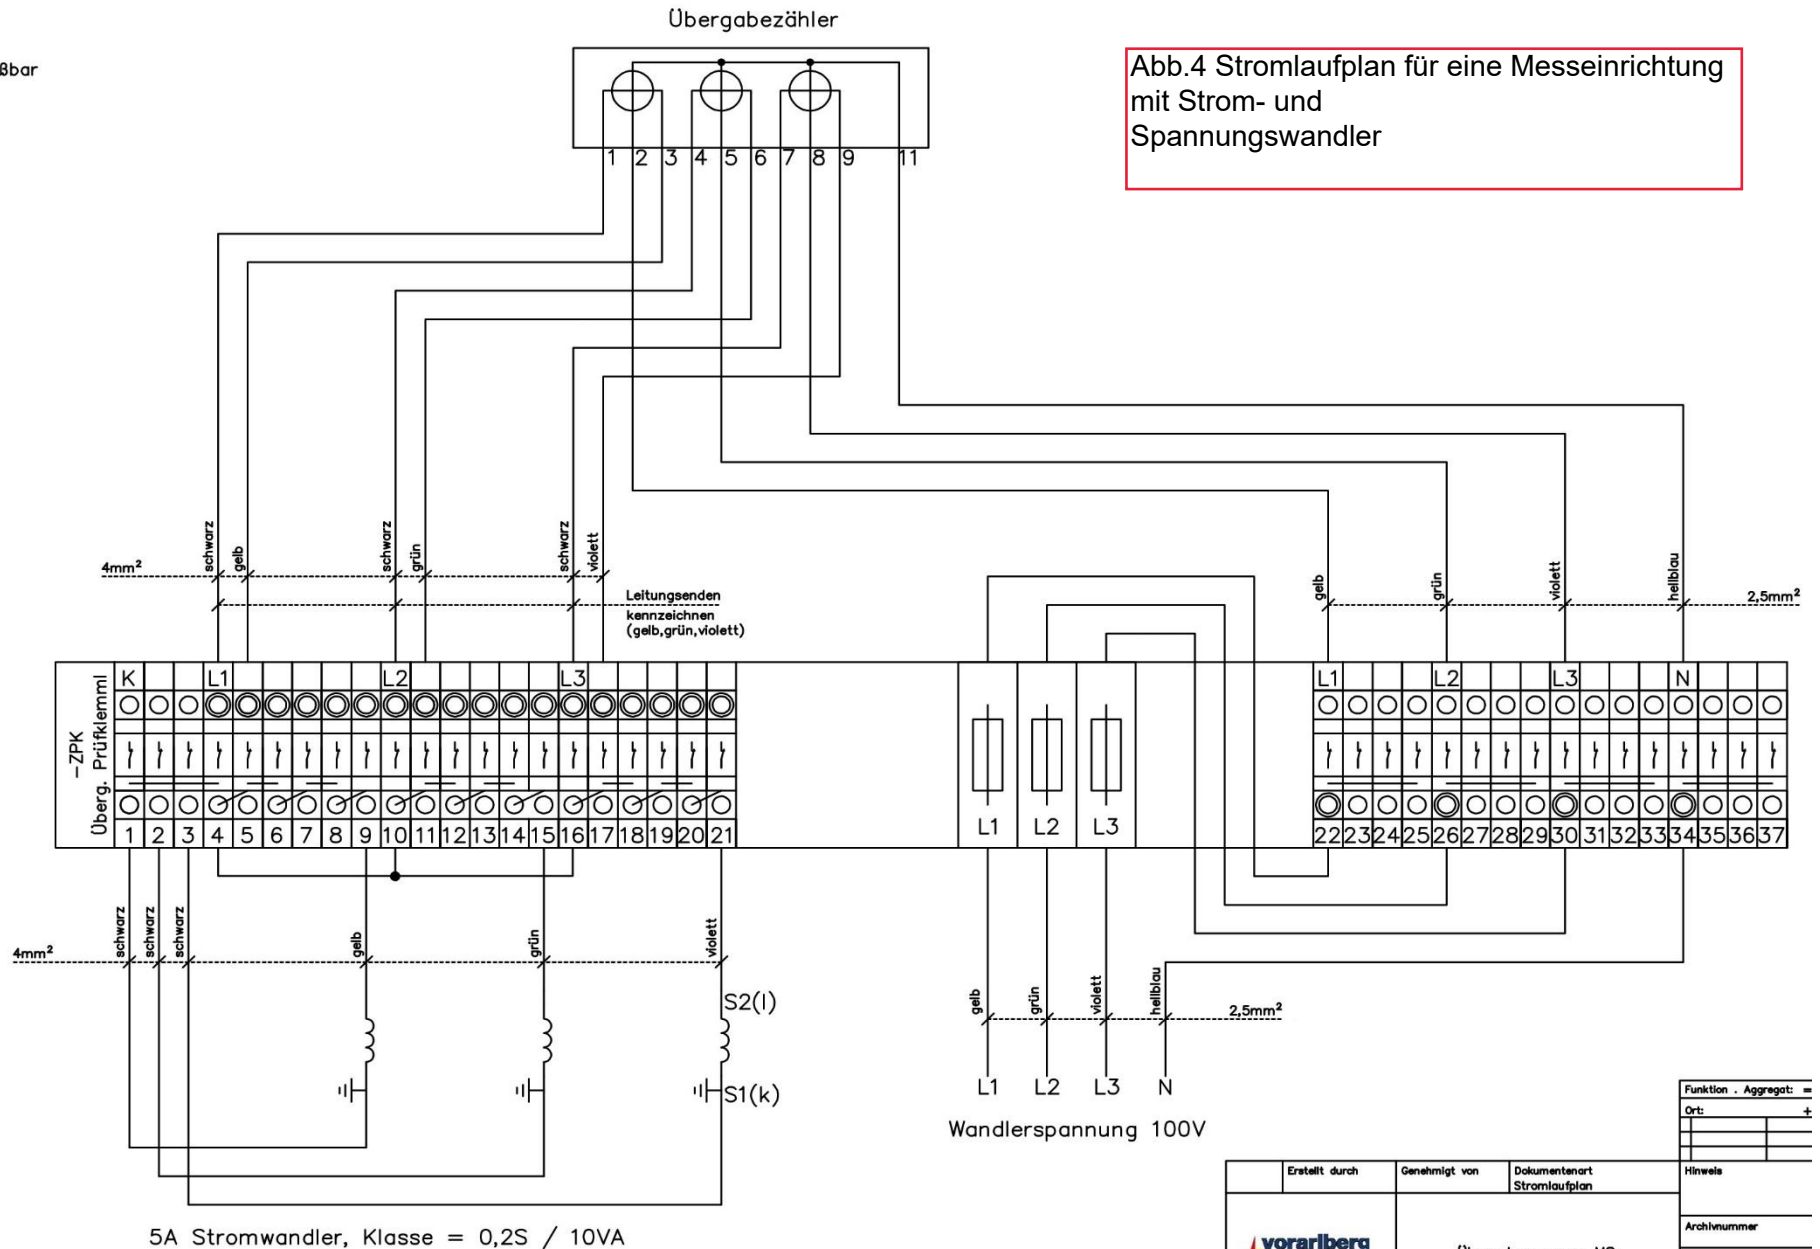 Übergabezähler
ßbar
Abb.4 Stromlaufplan für eine Messeinrichtung
mit Strom- und
Spannungswandler
1 2 3 4 5 6 7 8 9 11
schwarz
gelb
schwarz
grün
schwarz
violett
4mm²
Leitungsenden
kennzeichnen
(gelb,grün,violett)
gelb
grün
violett
hellblau
2,5mm²
-ZPK
Überg. Prüfklemml
K L1 L2 L3
L1 L2 L3 N
L1 L2 L3
1 2 3 4 5 6 7 8 9 10 11 12 13 14 15 16 17 18 19 20 21
22 23 24 25 26 27 28 29 30 31 32 33 34 35 36 37
schwarz
schwarz
schwarz
gelb
grün
violett
4mm²
S2(l)
S1(k)
gelb
grün
violett
hellblau
2,5mm²
L1 L2 L3 N
Wandlerspannung 100V
5A Stromwandler, Klasse = 0,2S / 10VA
Funktion . Aggregat: =
Ort: +
Erstellt durch
Genehmigt von
Dokumentenart
Stromlaufplan
Hinweis
Archivnummer
vorarlberg